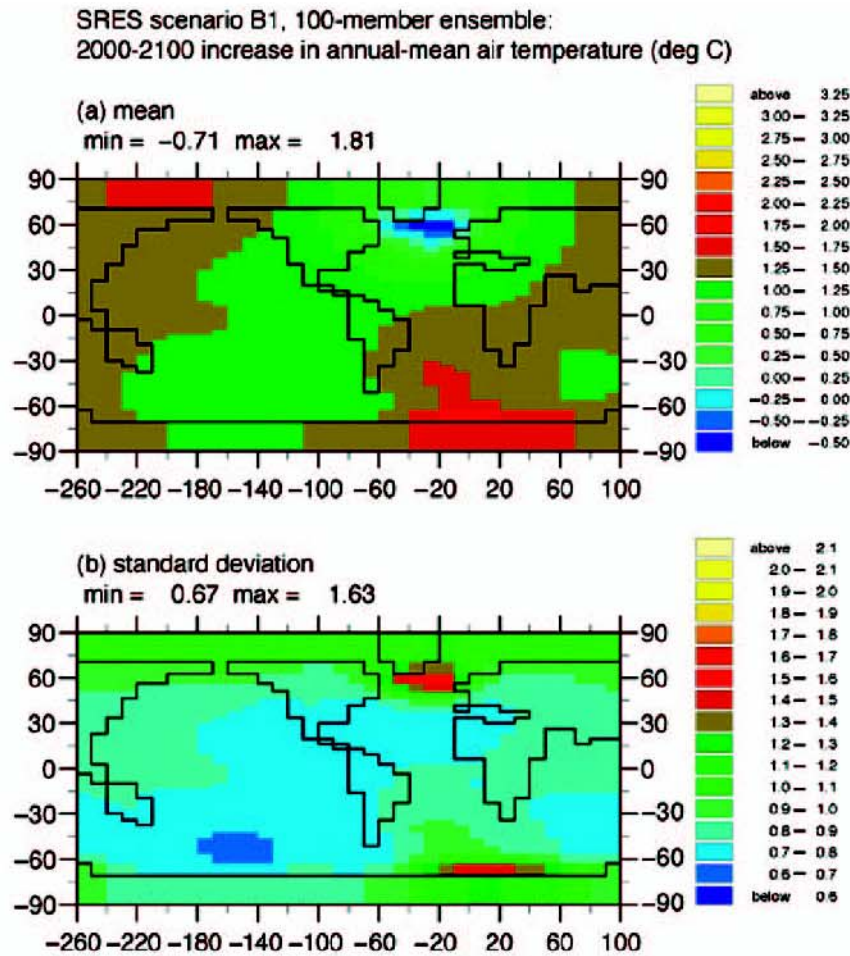 SRES scenario B1, 100-member ensemble:
2000-2100 increase in annual-mean air temperature (deg C)
(a) mean
min = -0.71 max = 1.81
90 90
60 60
30 30
0 0
-30 -30
-60 -60
-90 -90
-260 -220 -180 -140 -100 -60 -20 20 60 100
above 3.25
3.00 - 3.25
2.75 - 3.00
2.50 - 2.75
2.25 - 2.50
2.00 - 2.25
1.75 - 2.00
1.50 - 1.75
1.25 - 1.50
1.00 - 1.25
0.75 - 1.00
0.50 - 0.75
0.25 - 0.50
0.00 - 0.25
-0.25 - 0.00
-0.50 - -0.25
below -0.50
(b) standard deviation
min = 0.67 max = 1.63
90 90
60 60
30 30
0 0
-30 -30
-60 -60
-90 -90
-260 -220 -180 -140 -100 -60 -20 20 60 100
above 2.1
2.0 - 2.1
1.9 - 2.0
1.8 - 1.9
1.7 - 1.8
1.6 - 1.7
1.5 - 1.6
1.4 - 1.5
1.3 - 1.4
1.2 - 1.3
1.1 - 1.2
1.0 - 1.1
0.9 - 1.0
0.8 - 0.9
0.7 - 0.8
0.6 - 0.7
below 0.6